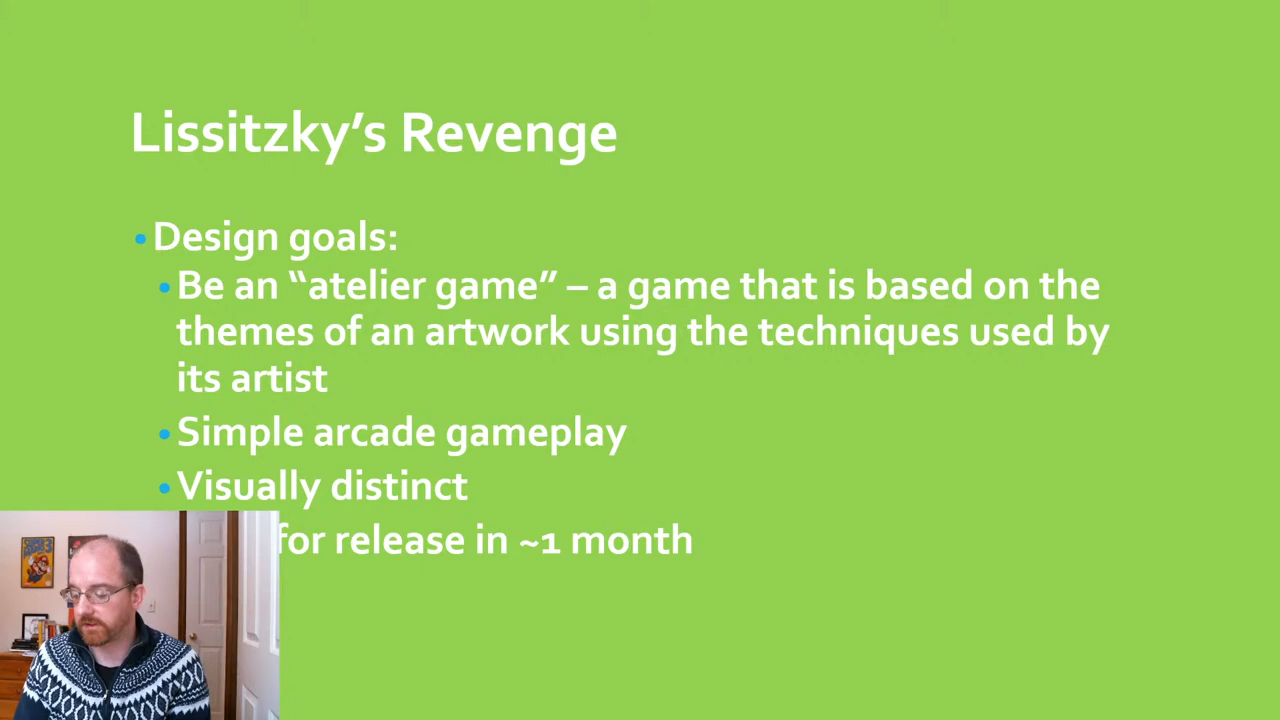 Lissitzky’s Revenge
• Design goals:
• Be an “atelier game” – a game that is based on the
themes of an artwork using the techniques used by
its artist
• Simple arcade gameplay
• Visually distinct
for release in ~1 month